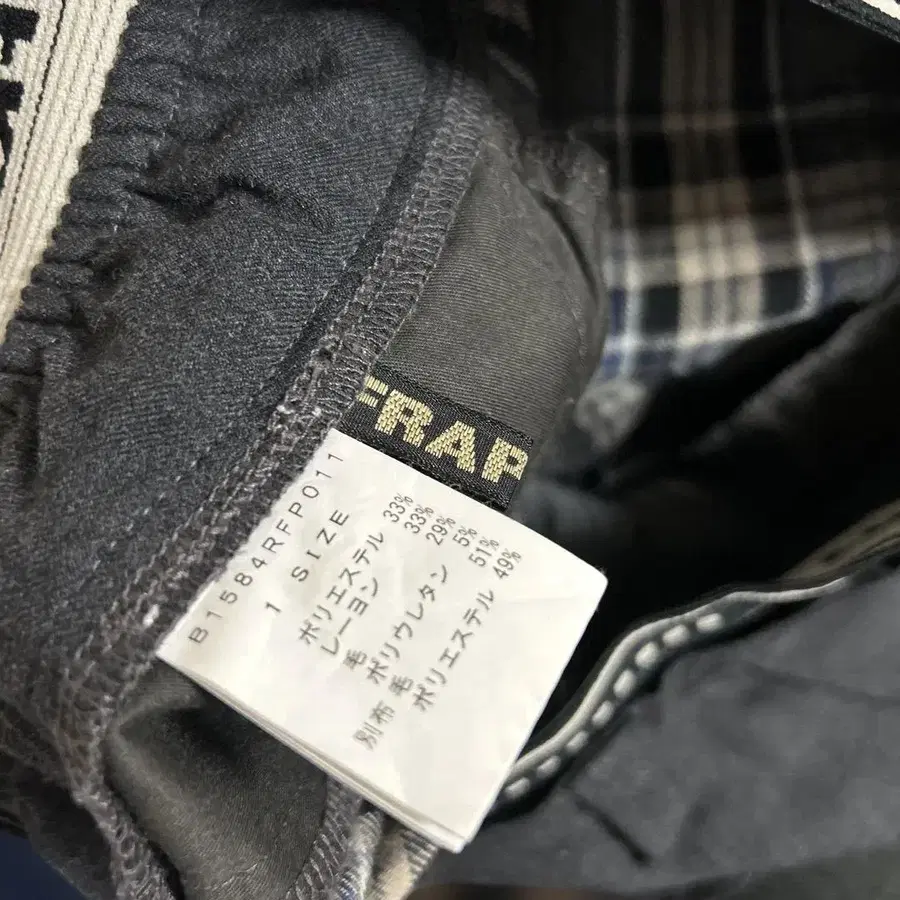 FRAP
B1584RFP011
1 SIZE
ポリエステル 33%
レーヨン 33%
毛 29%
ポリウレタン 5%
別布 毛 51%
ポリエステル 49%